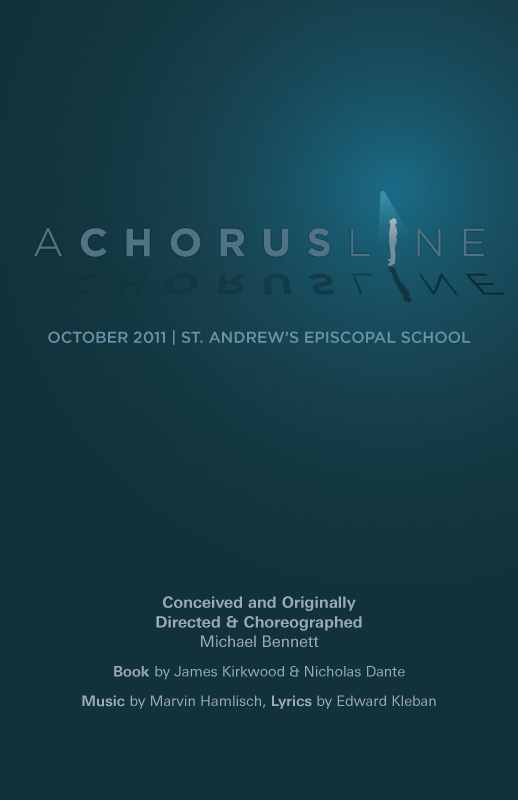 A CHORUS LINE
OCTOBER 2011 | ST. ANDREW'S EPISCOPAL SCHOOL
Conceived and Originally
Directed & Choreographed
Michael Bennett
Book by James Kirkwood & Nicholas Dante
Music by Marvin Hamlisch, Lyrics by Edward Kleban